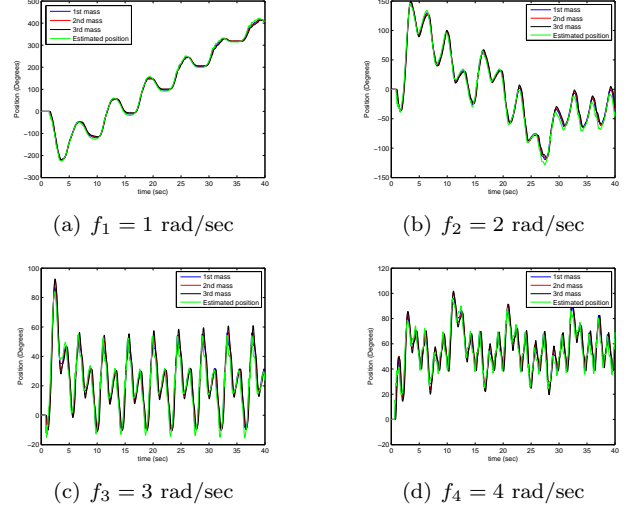 500
400
300
200
100
0
−100
−200
−300
0 5 10 15 20 25 30 35 40
time (sec)
Position (Degrees)
1st mass
2nd mass
3rd mass
Estimated position
(a) f₁ = 1 rad/sec
150
100
50
0
−50
−100
−150
0 5 10 15 20 25 30 35 40
time (sec)
Position (Degrees)
1st mass
2nd mass
3rd mass
Estimated position
(b) f₂ = 2 rad/sec
100
80
60
40
20
0
−20
0 5 10 15 20 25 30 35 40
time (sec)
Position (Degrees)
1st mass
2nd mass
3rd mass
Estimated position
(c) f₃ = 3 rad/sec
120
100
80
60
40
20
0
−20
0 5 10 15 20 25 30 35 40
time (sec)
Position (Degrees)
1st mass
2nd mass
3rd mass
Estimated position
(d) f₄ = 4 rad/sec